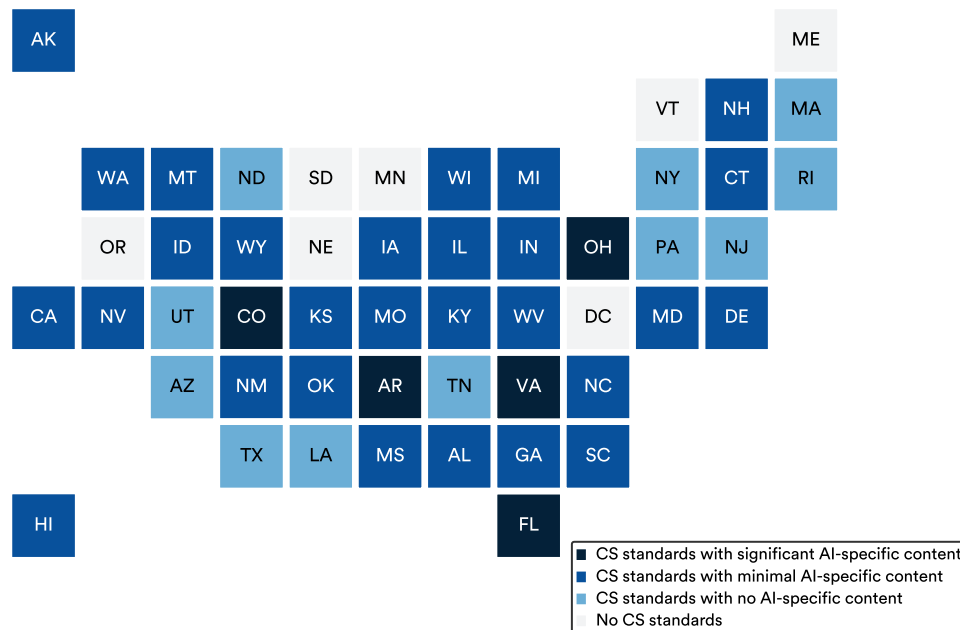 AK ME
VT NH MA
WA MT ND SD MN WI MI NY CT RI
OR ID WY NE IA IL IN OH PA NJ
CA NV UT CO KS MO KY WV DC MD DE
AZ NM OK AR TN VA NC
TX LA MS AL GA SC
HI FL
CS standards with significant AI-specific content
CS standards with minimal AI-specific content
CS standards with no AI-specific content
No CS standards